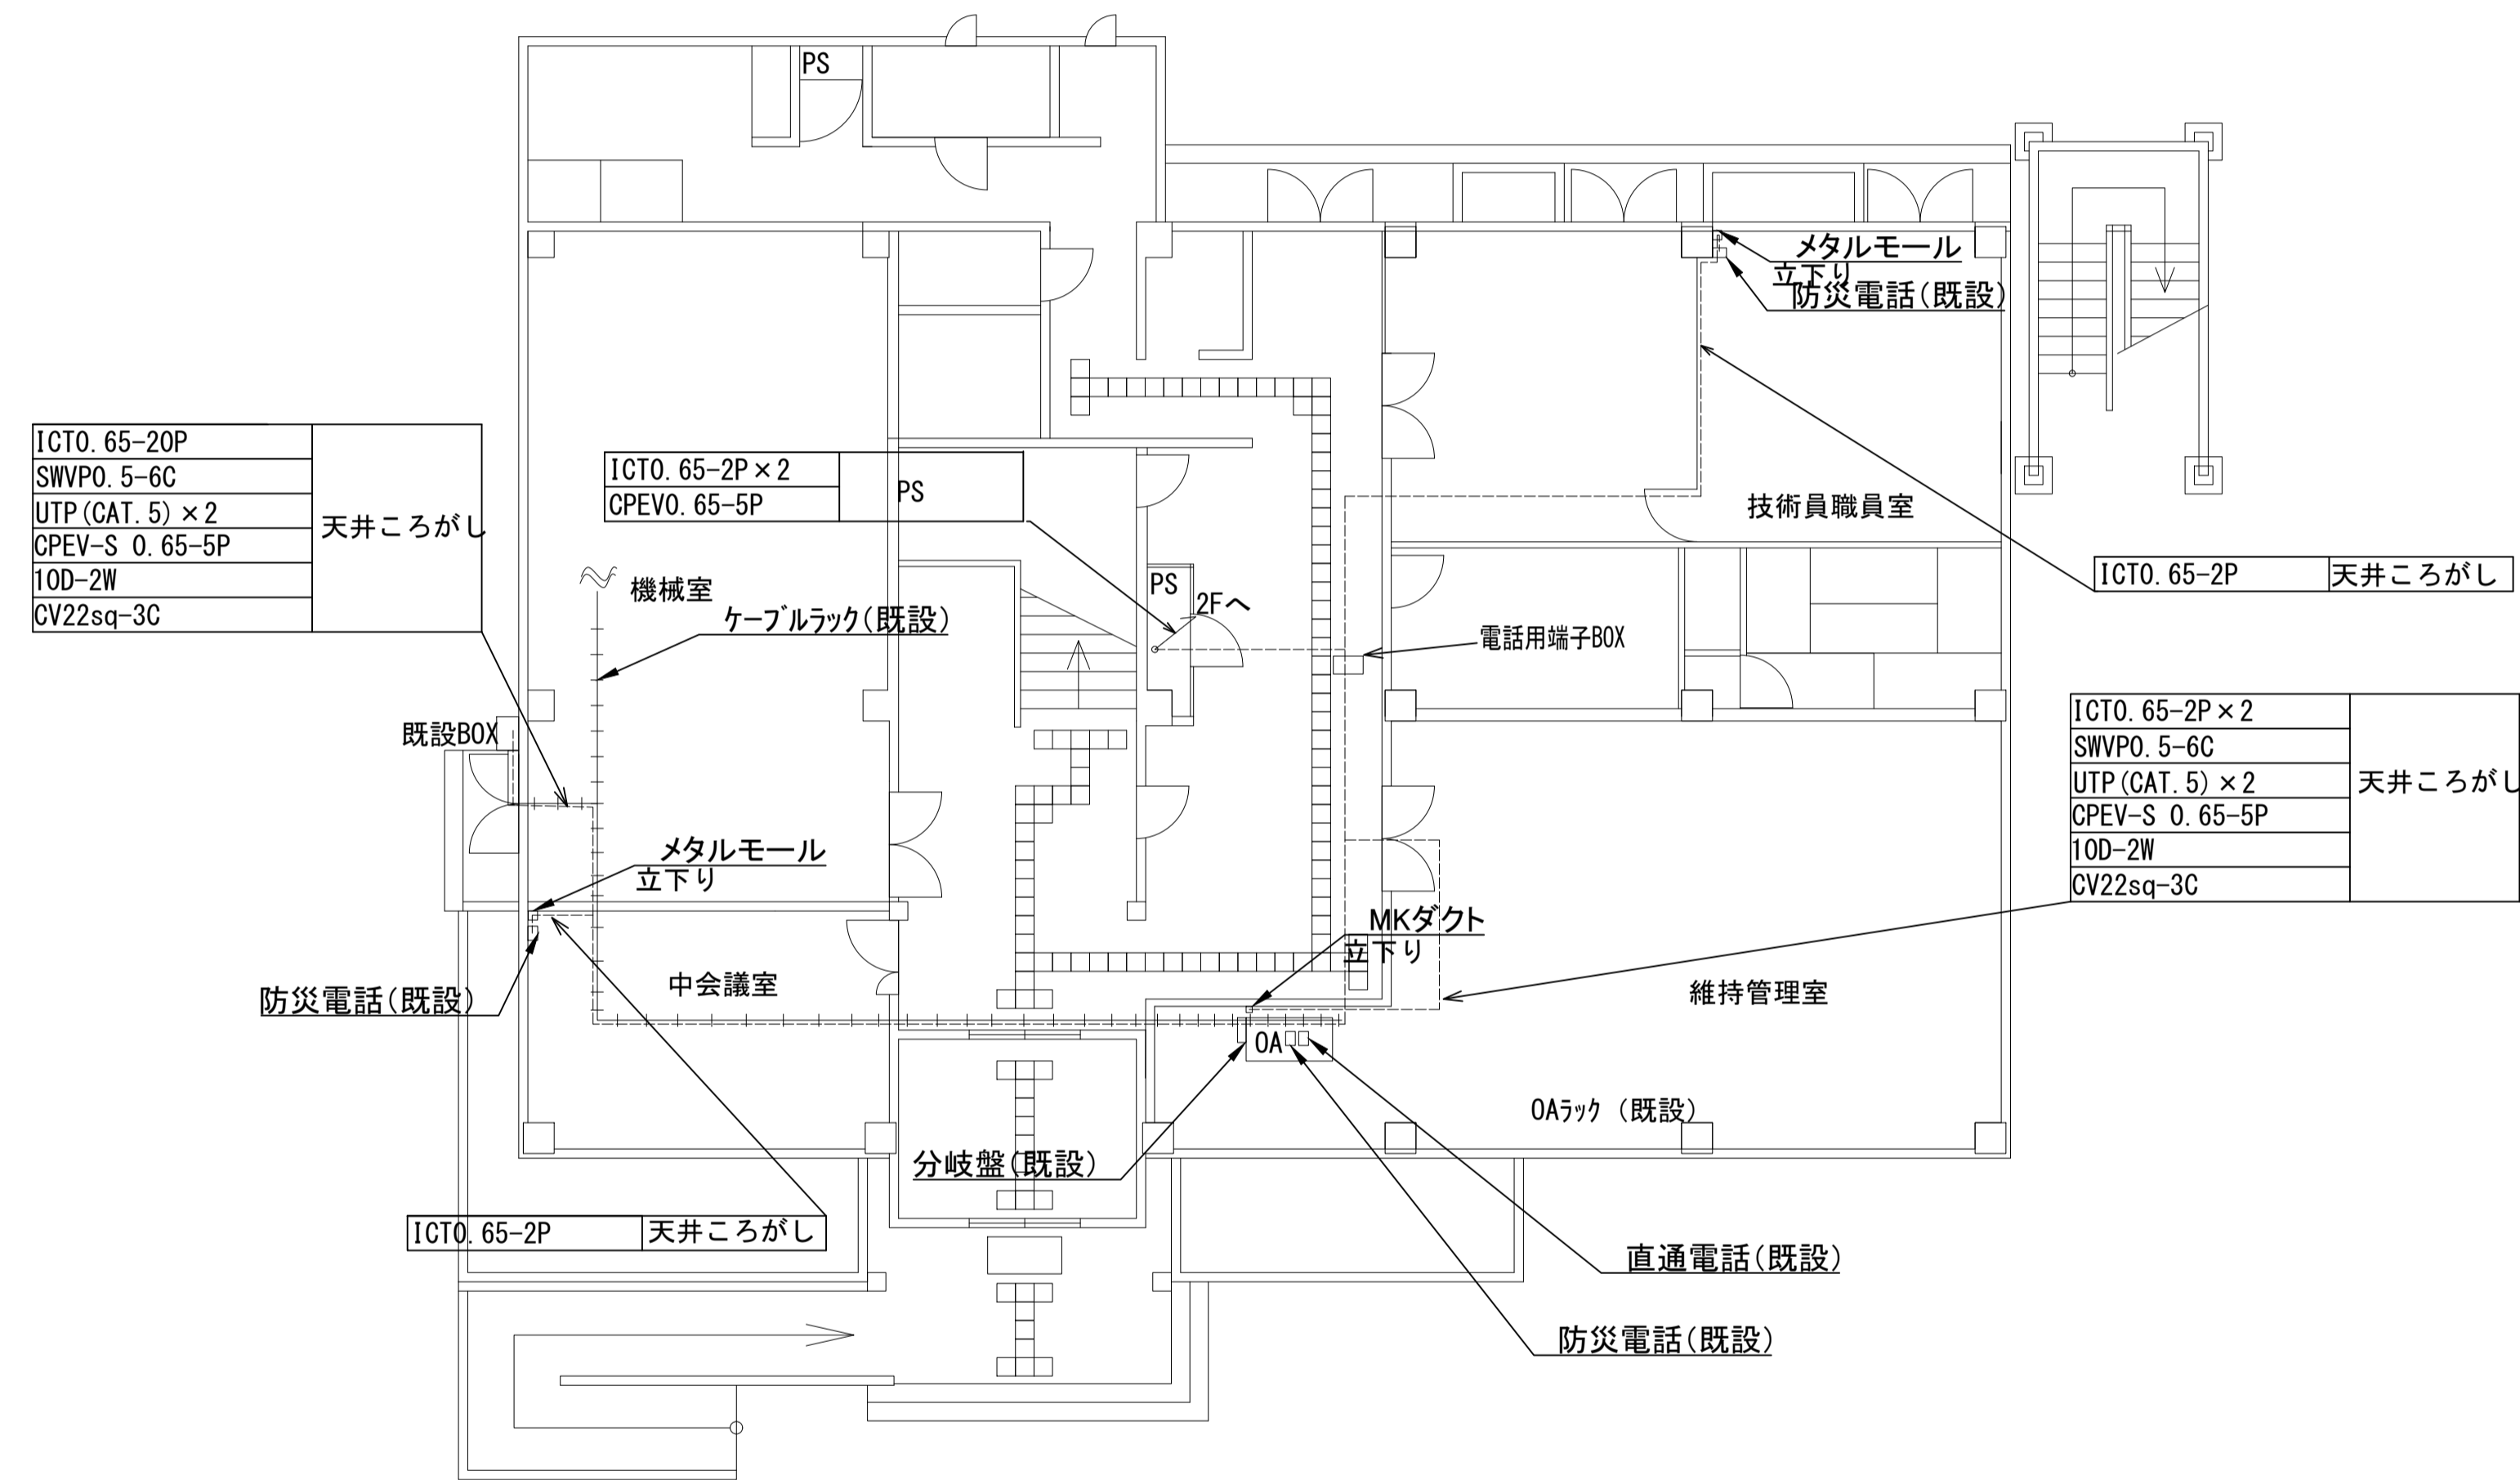 PS
メタルモール
立下り
防災電話(既設)
ICT0.65-20P
SWVP0.5-6C
UTP(CAT.5)×2
CPEV-S 0.65-5P
10D-2W
CV22sq-3C
天井ころがし
ICT0.65-2P×2
CPEV0.65-5P
PS
技術員職員室
ICT0.65-2P
天井ころがし
機械室
ケーブルラック(既設)
PS
2Fへ
電話用端子BOX
既設BOX
ICT0.65-2P×2
SWVP0.5-6C
UTP(CAT.5)×2
CPEV-S 0.65-5P
10D-2W
CV22sq-3C
天井ころがし
メタルモール
立下り
MKダクト
立下り
防災電話(既設)
中会議室
維持管理室
OA
OAラック (既設)
分岐盤(既設)
ICT0.65-2P
天井ころがし
直通電話(既設)
防災電話(既設)